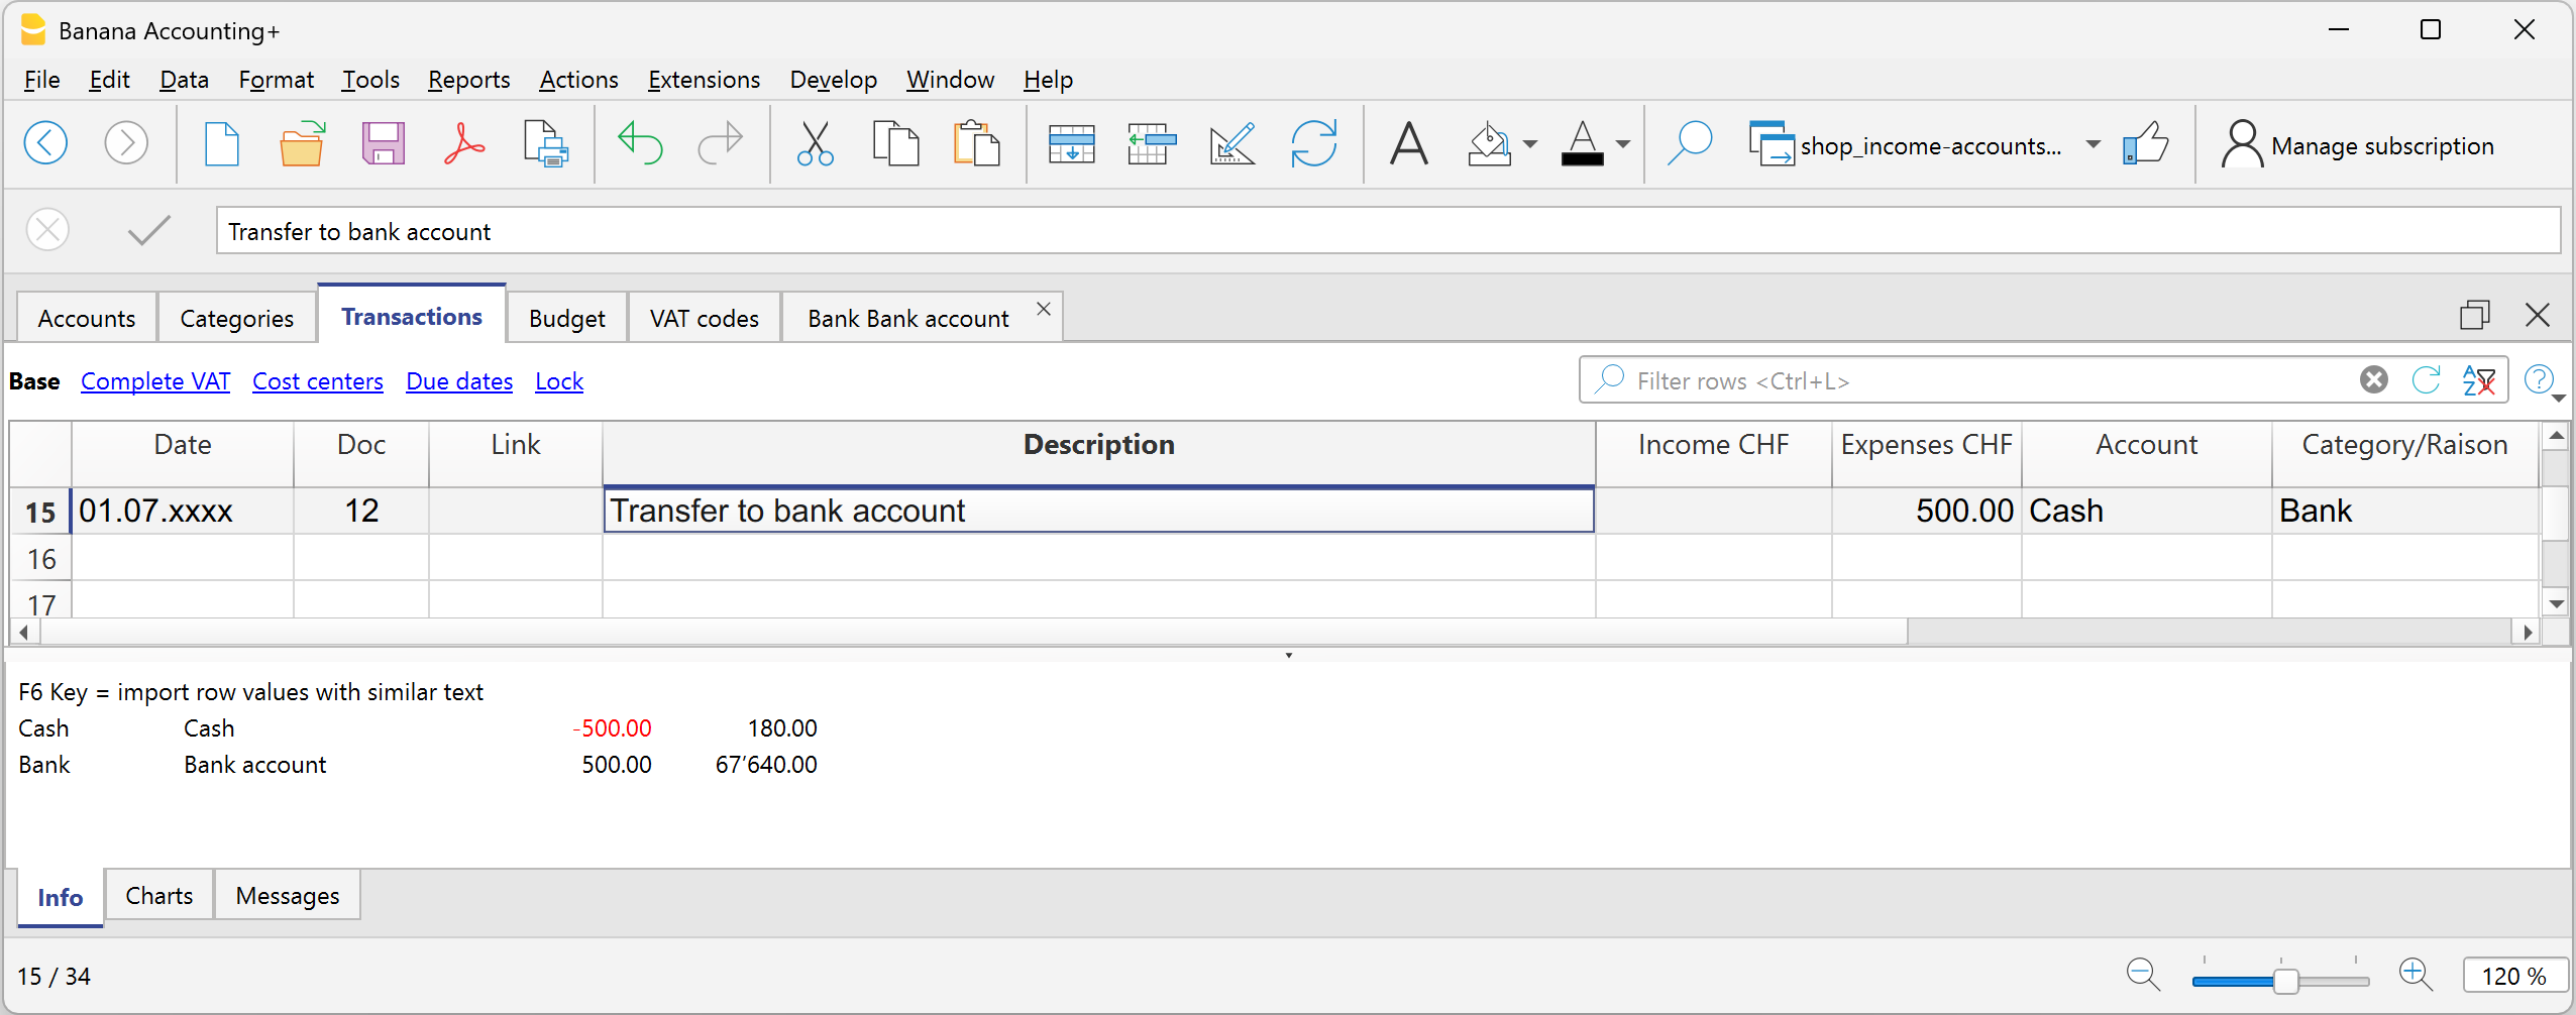 Banana Accounting+
File Edit Data Format Tools Reports Actions Extensions Develop Window Help
shop_income-accounts... Manage subscription
Transfer to bank account
Accounts Categories Transactions Budget VAT codes Bank Bank account
Base Complete VAT Cost centers Due dates Lock Filter rows <Ctrl+L>
Date Doc Link Description Income CHF Expenses CHF Account Category/Raison
15 01.07.xxxx 12 Transfer to bank account 500.00 Cash Bank
16
17
F6 Key = import row values with similar text
Cash Cash -500.00 180.00
Bank Bank account 500.00 67’640.00
Info Charts Messages
15 / 34 120 %